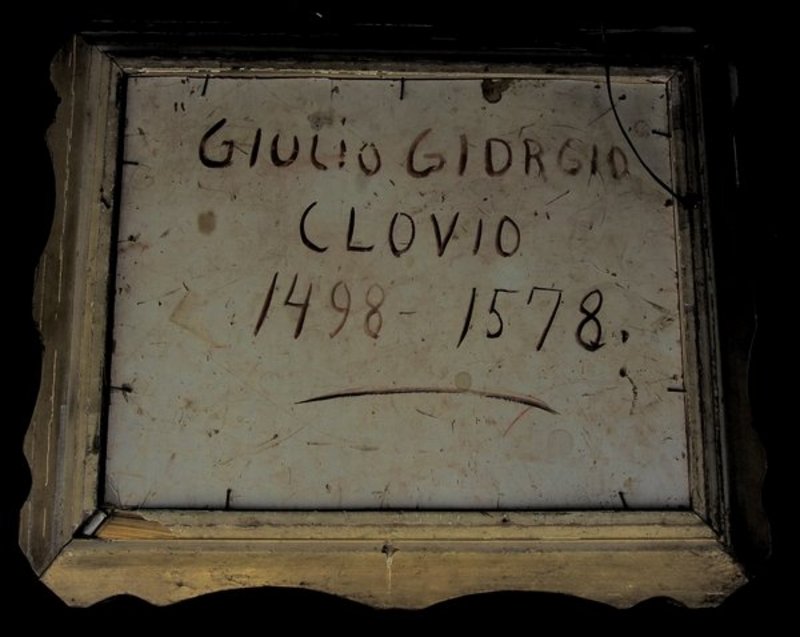 "GIULIO GIORGIO
CLOVIO"
1498- 1578.